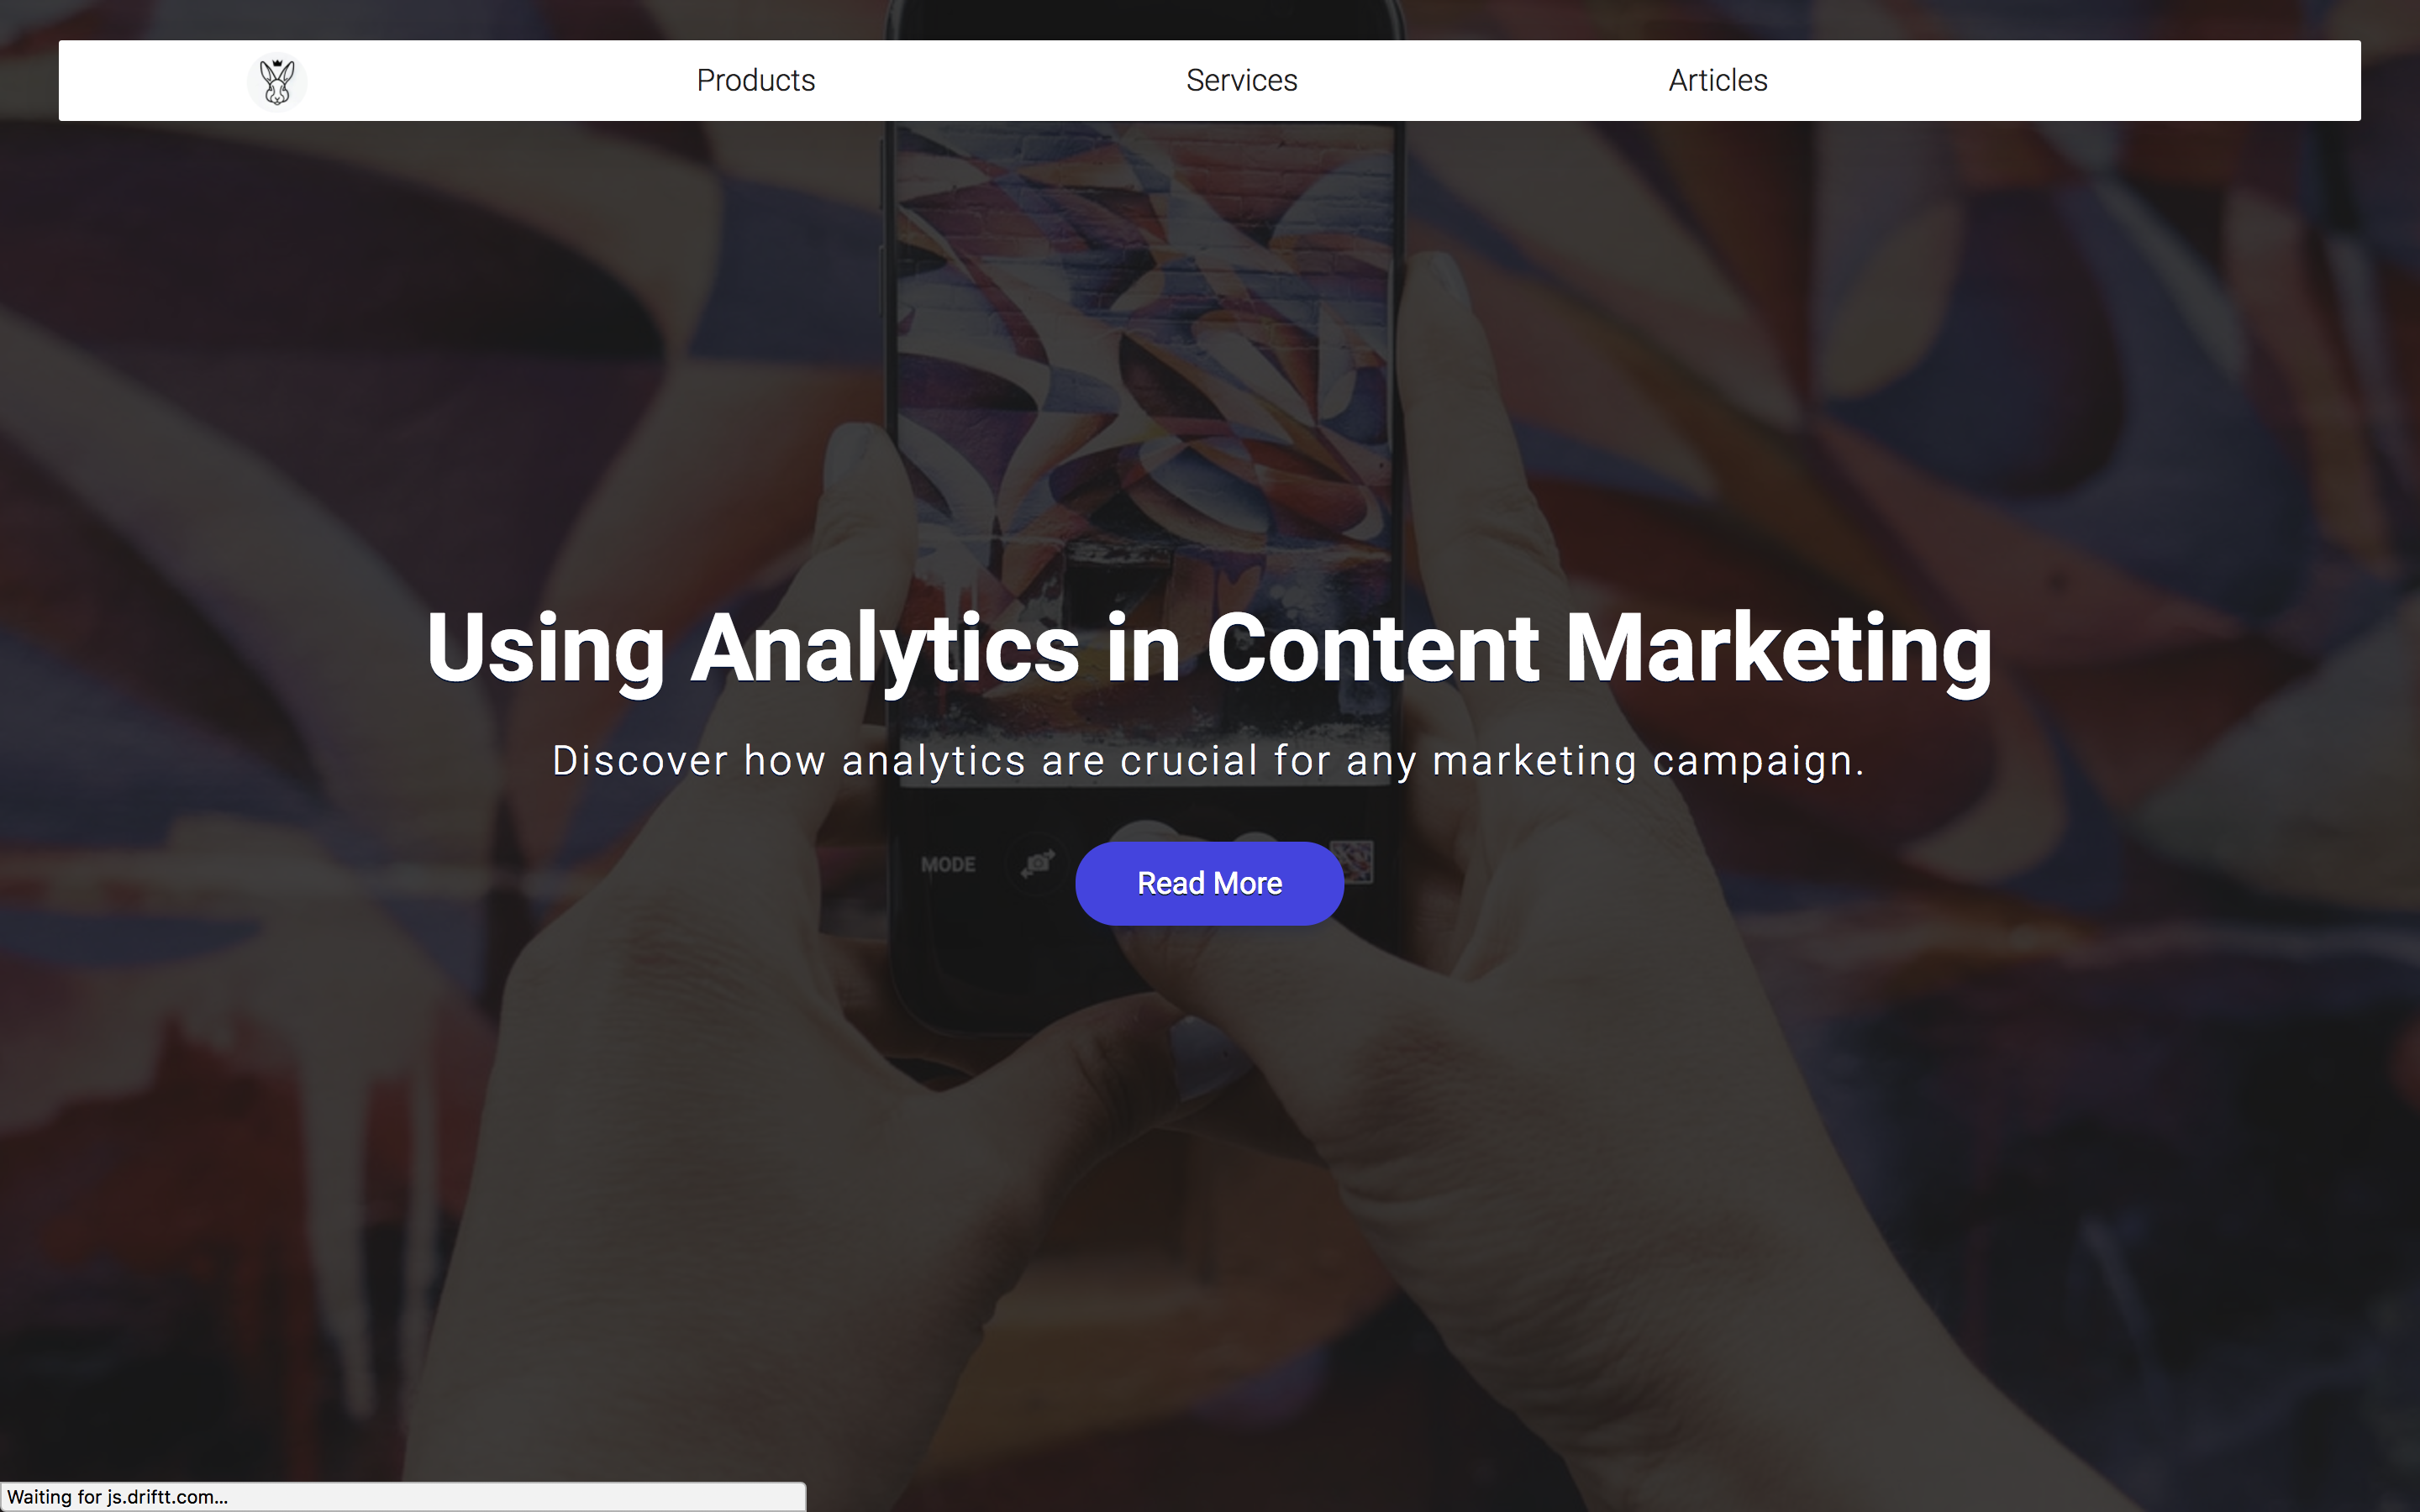 Products Services Articles
Using Analytics in Content Marketing
Discover how analytics are crucial for any marketing campaign.
MODE
Read More
Waiting for js.driftt.com...